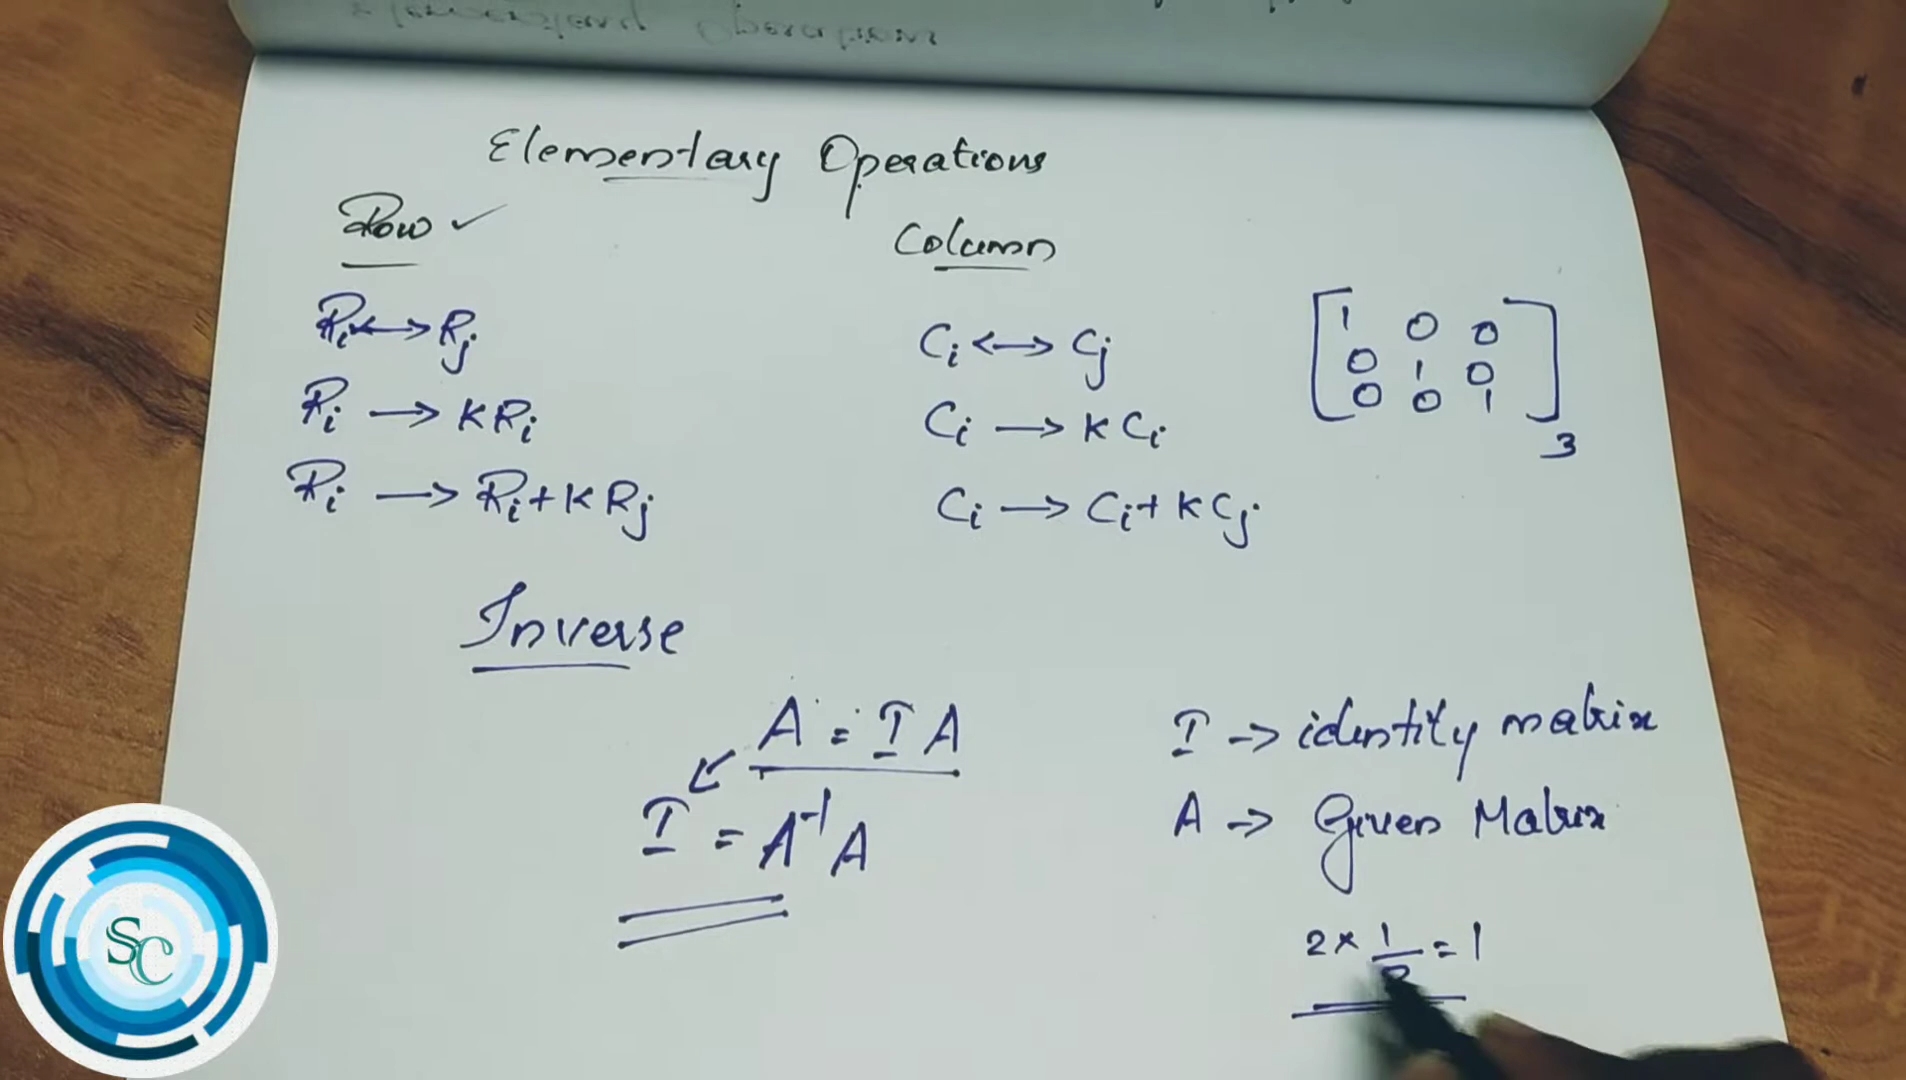 Elementary Operations
Elementary Operations
Row ✓
Ri ↔ Rj
Ri → KRi
Ri → Ri + KRj
Column
Ci ↔ Cj
Ci → KCi
Ci → Ci + KCj
1 0 0
0 1 0
0 0 1
3
Inverse
A = IA
I = A⁻¹A
I → identity matrix
A → Given Matrix
2 × 1/2 = 1
SC